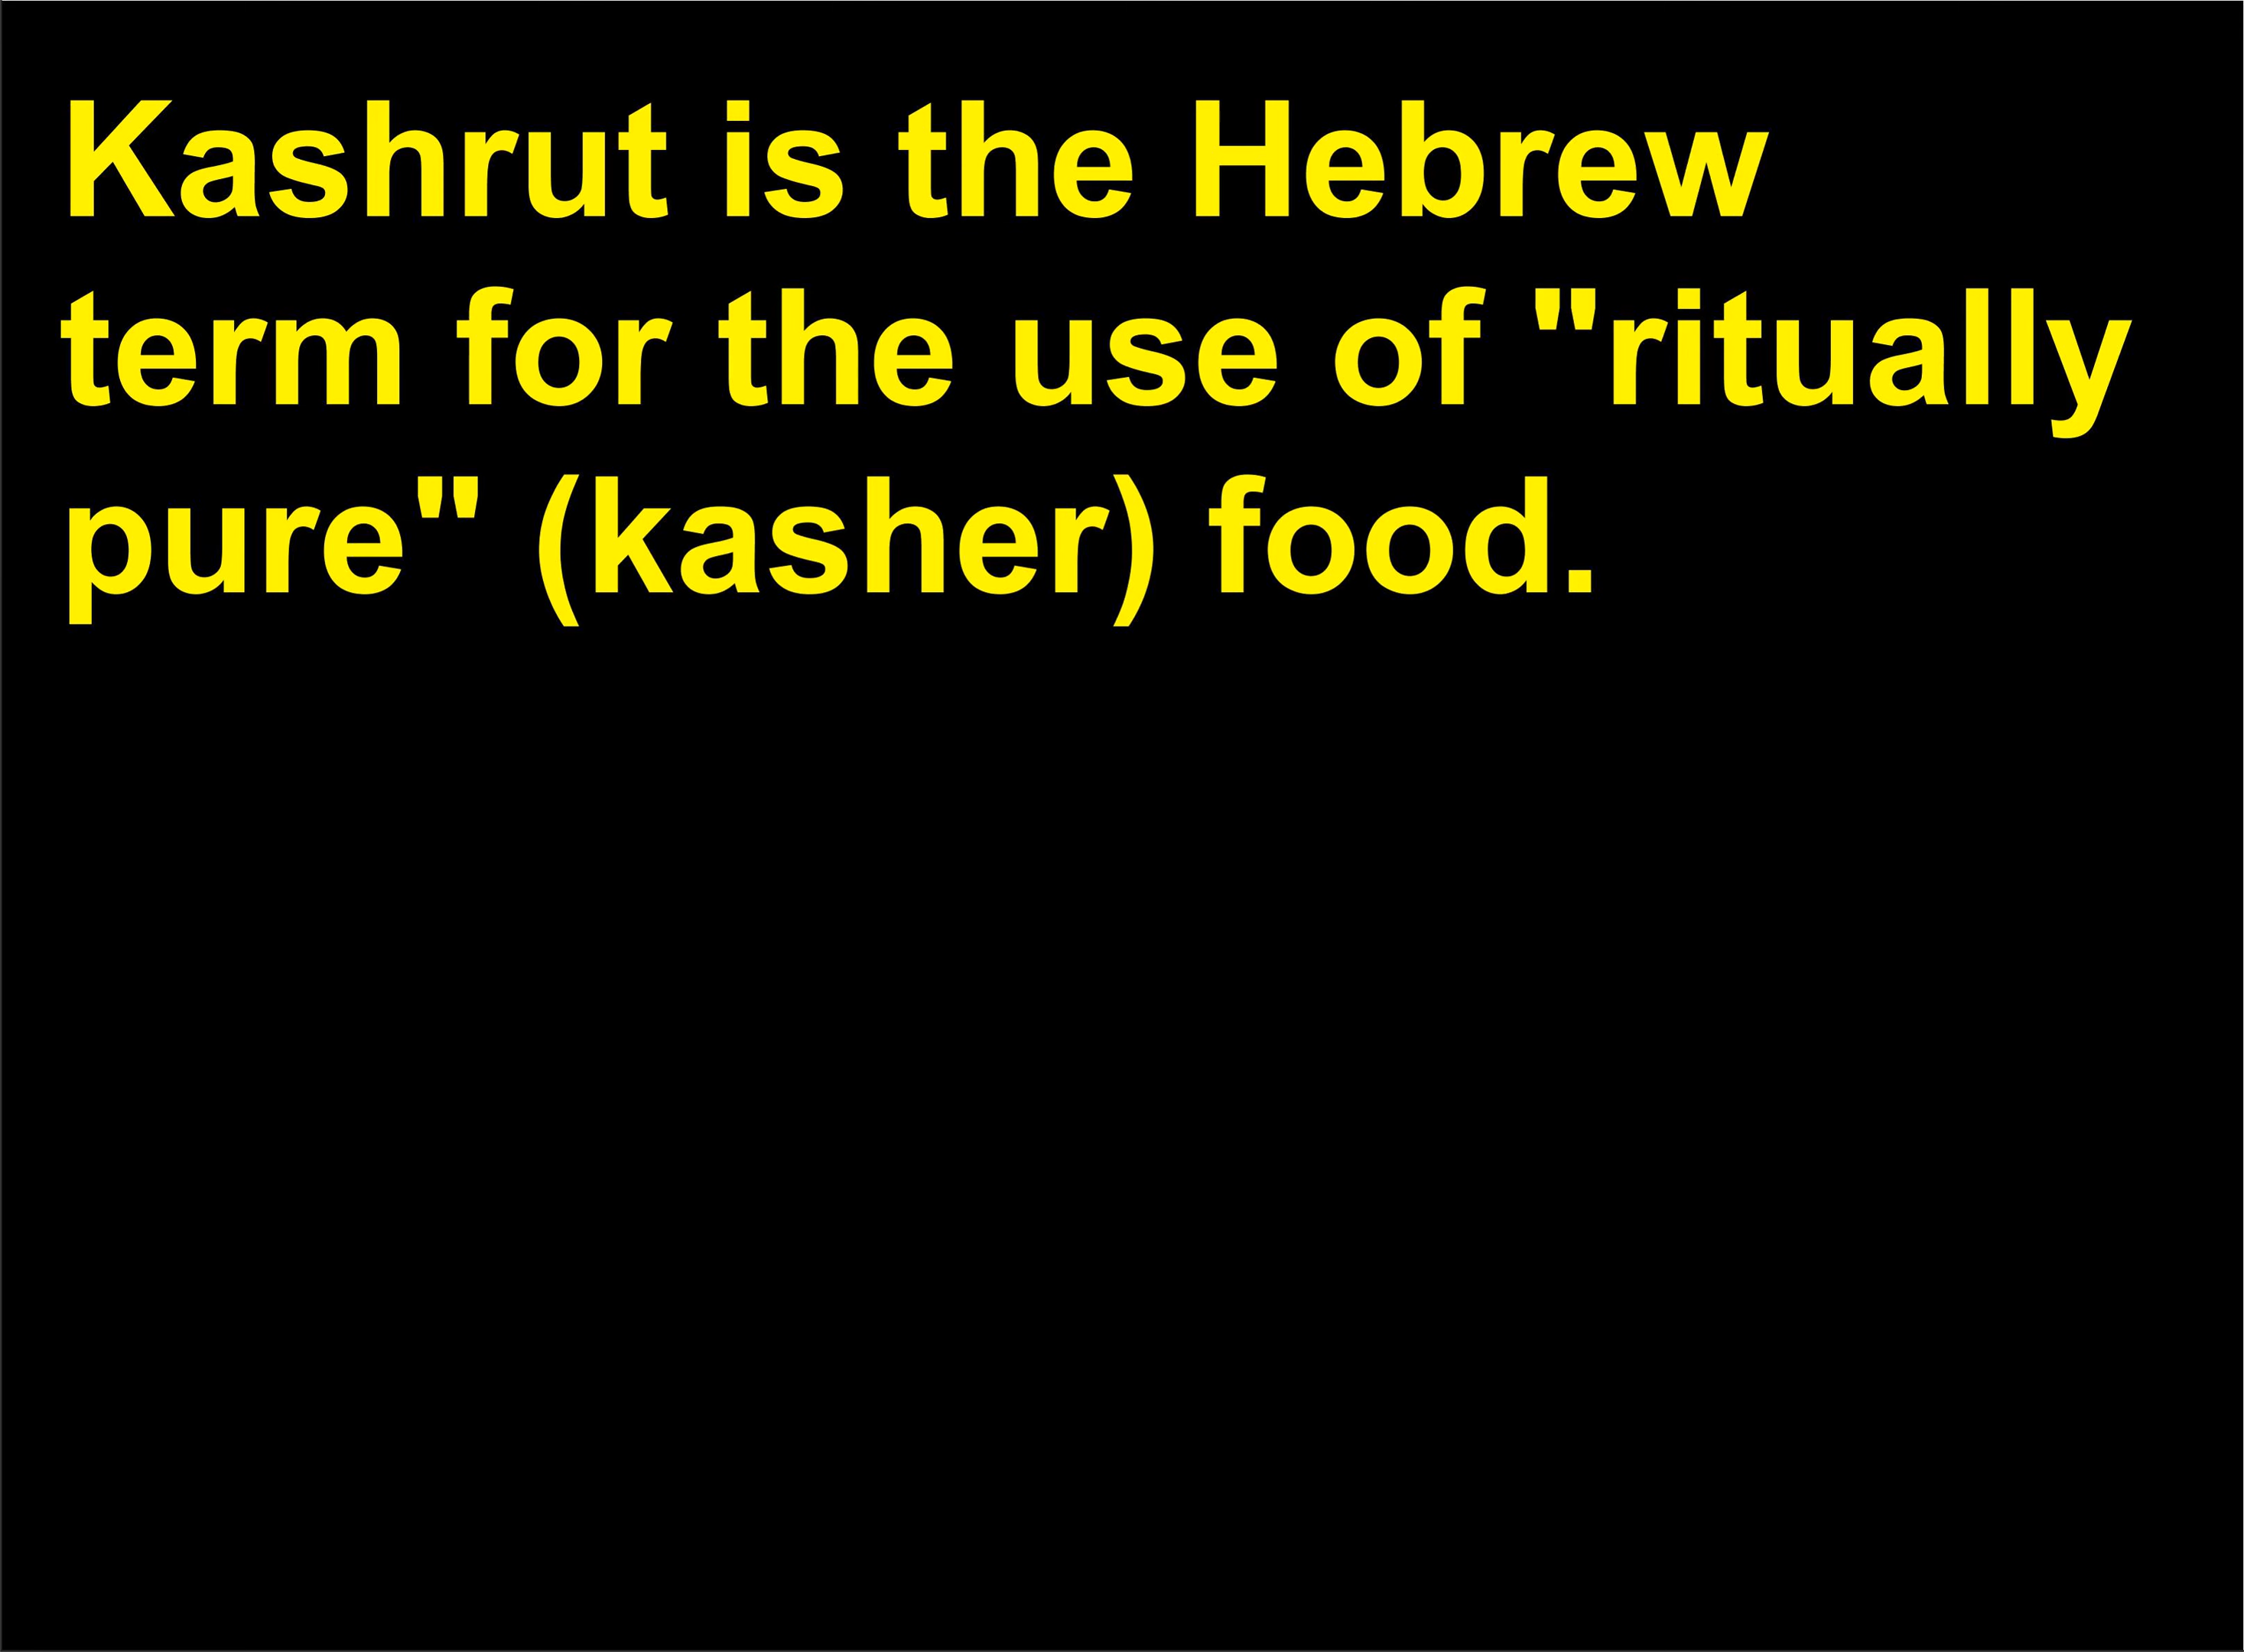 Kashrut is the Hebrew
term for the use of "ritually
pure" (kasher) food.